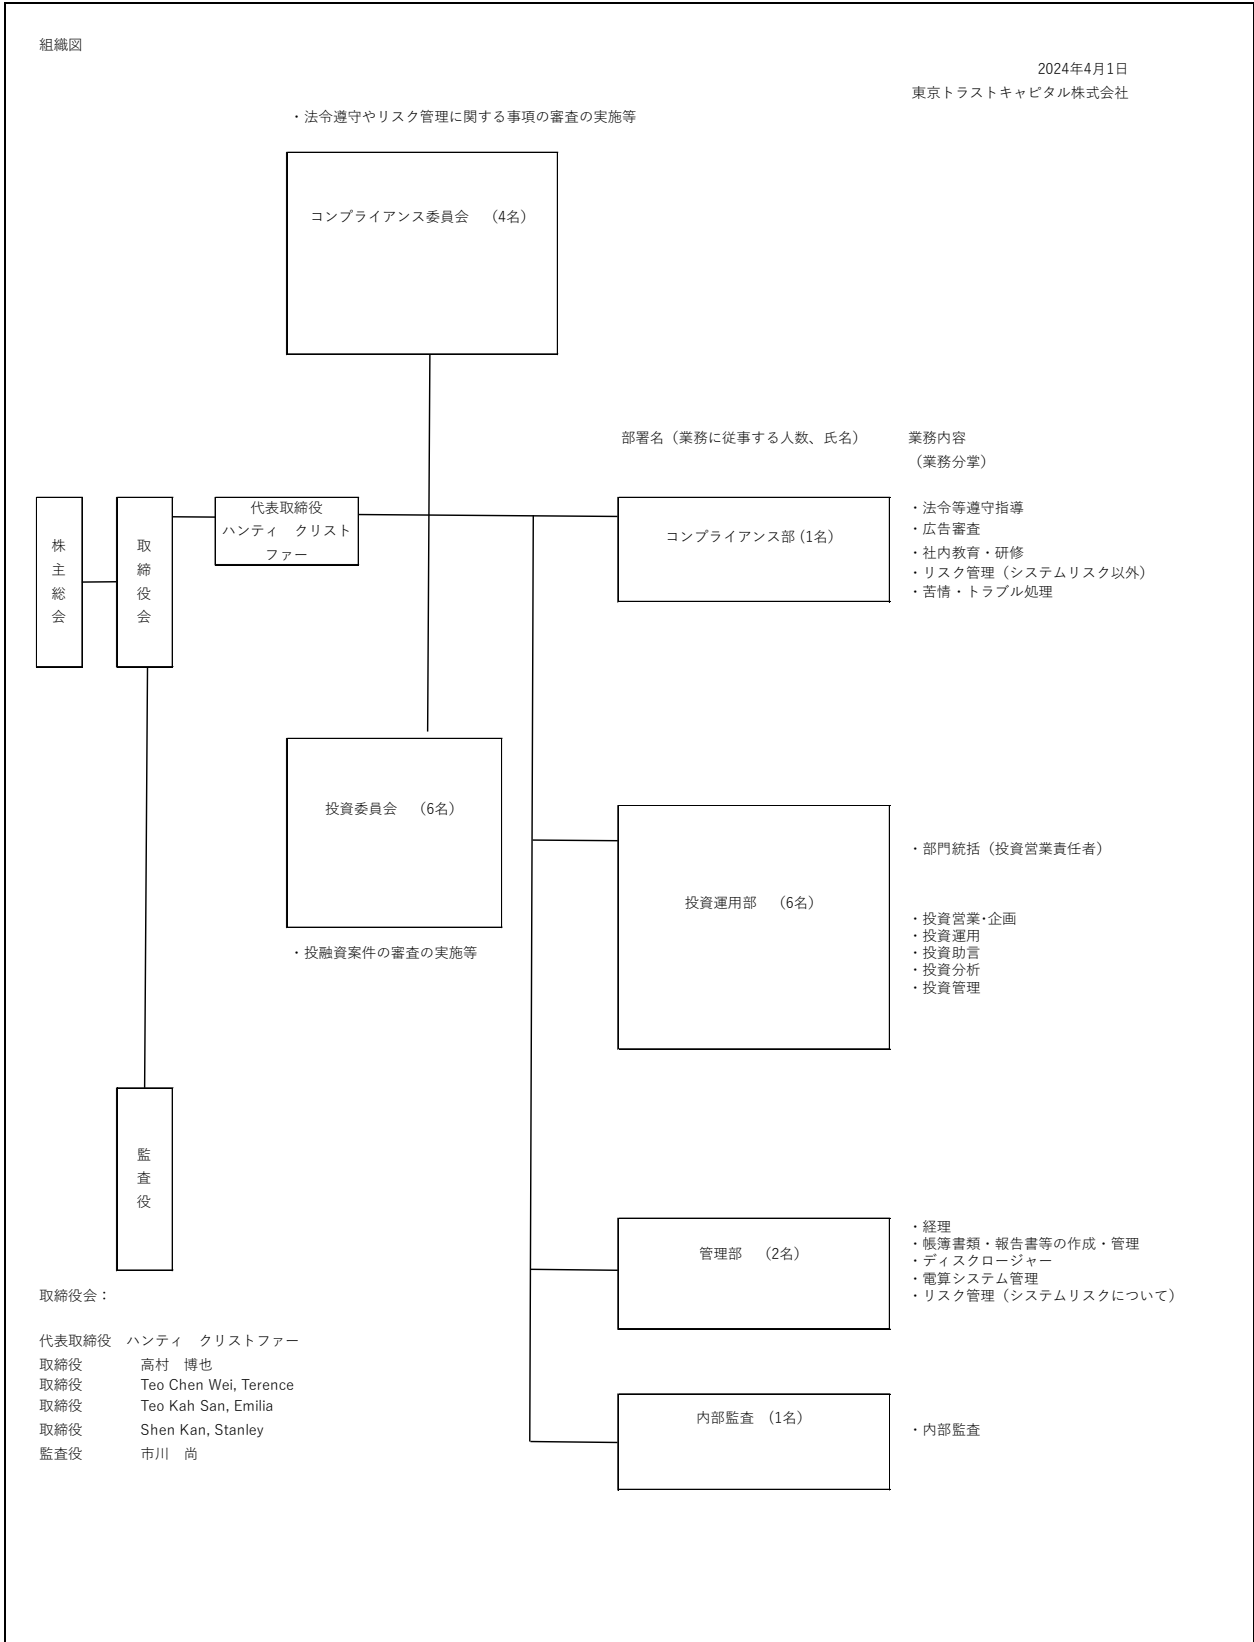 組織図
2024年4月1日
東京トラストキャピタル株式会社
・法令遵守やリスク管理に関する事項の審査の実施等
コンプライアンス委員会　(4名)
部署名（業務に従事する人数、氏名）　業務内容
（業務分掌）
株主総会
取締役会
代表取締役
ハンティ　クリスト
ファー
コンプライアンス部 (1名)
・法令等遵守指導
・広告審査
・社内教育・研修
・リスク管理（システムリスク以外）
・苦情・トラブル処理
投資委員会　(6名)
・投融資案件の審査の実施等
投資運用部　(6名)
・部門統括（投資営業責任者）
・投資営業･企画
・投資運用
・投資助言
・投資分析
・投資管理
監査役
管理部　(2名)
・経理
・帳簿書類・報告書等の作成・管理
・ディスクロージャー
・電算システム管理
・リスク管理（システムリスクについて）
内部監査　(1名)
・内部監査
取締役会：
代表取締役　ハンティ　クリストファー
取締役　高村　博也
取締役　Teo Chen Wei, Terence
取締役　Teo Kah San, Emilia
取締役　Shen Kan, Stanley
監査役　市川　尚